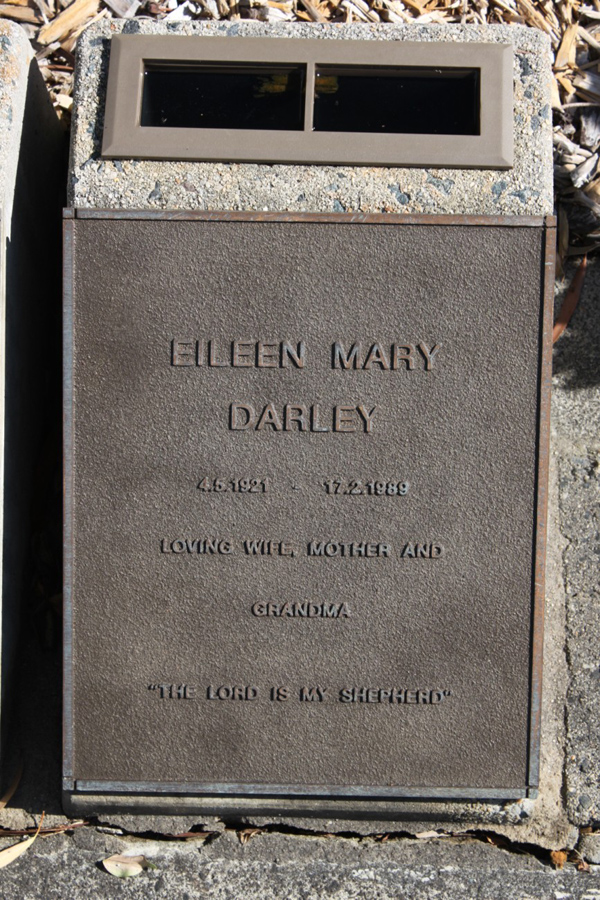 EILEEN MARY
DARLEY
4.5.1921 - 17.2.1989
LOVING WIFE, MOTHER AND
GRANDMA
"THE LORD IS MY SHEPHERD"